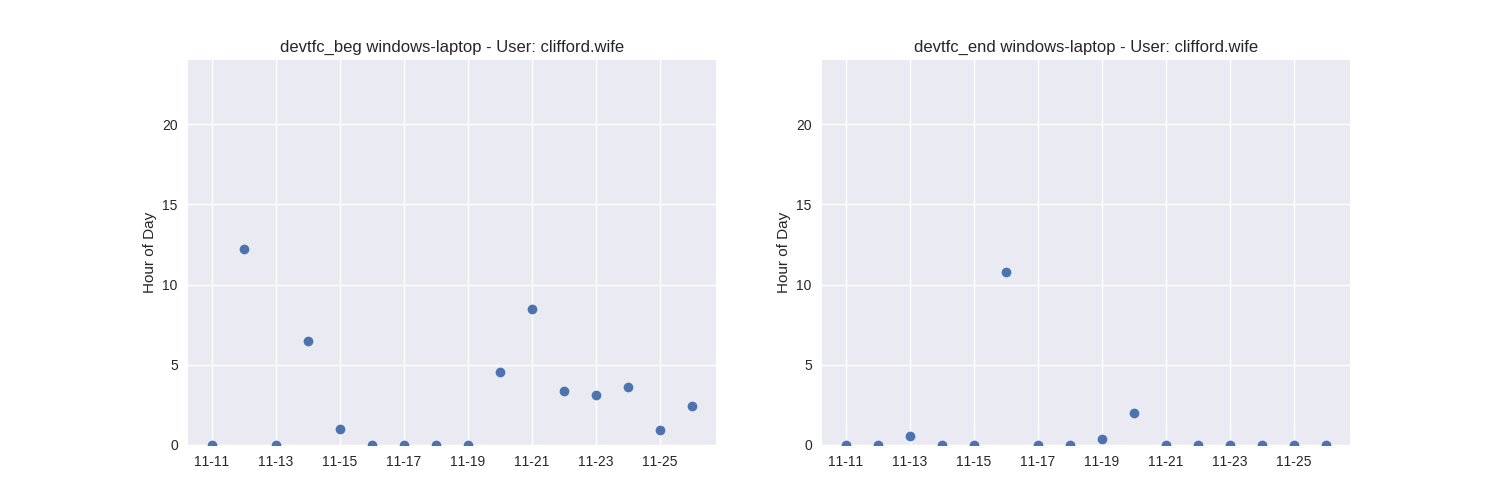 devtfc_beg windows-laptop - User: clifford.wife
Hour of Day
20
15
10
5
0
11-11 11-13 11-15 11-17 11-19 11-21 11-23 11-25
devtfc_end windows-laptop - User: clifford.wife
Hour of Day
20
15
10
5
0
11-11 11-13 11-15 11-17 11-19 11-21 11-23 11-25